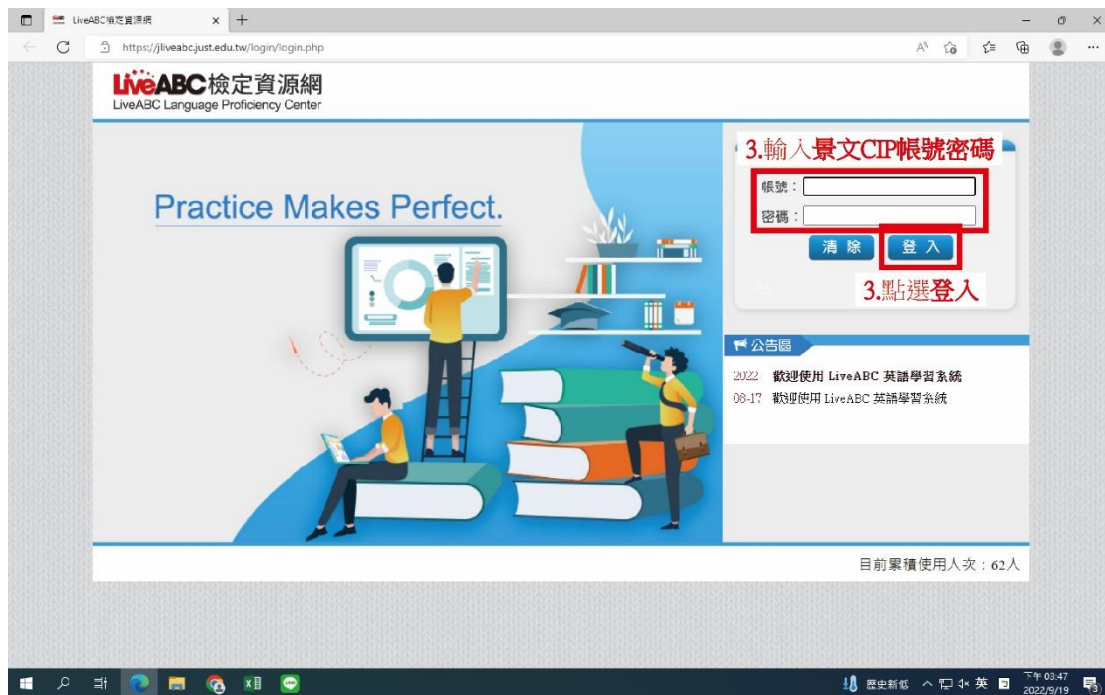 LiveABC檢定資源網
https://jliveabc.just.edu.tw/login/login.php
LiveABC檢定資源網
LiveABC Language Proficiency Center
Practice Makes Perfect.
3.輸入景文CIP帳號密碼
帳號：
密碼：
清 除
登 入
3.點選登入
公告區
2022- 歡迎使用 LiveABC 英語學習系統
08-17 歡迎使用 LiveABC 英語學習系統
目前累積使用人次：62人
歷史新低
英
下午 03:47
2022/9/19